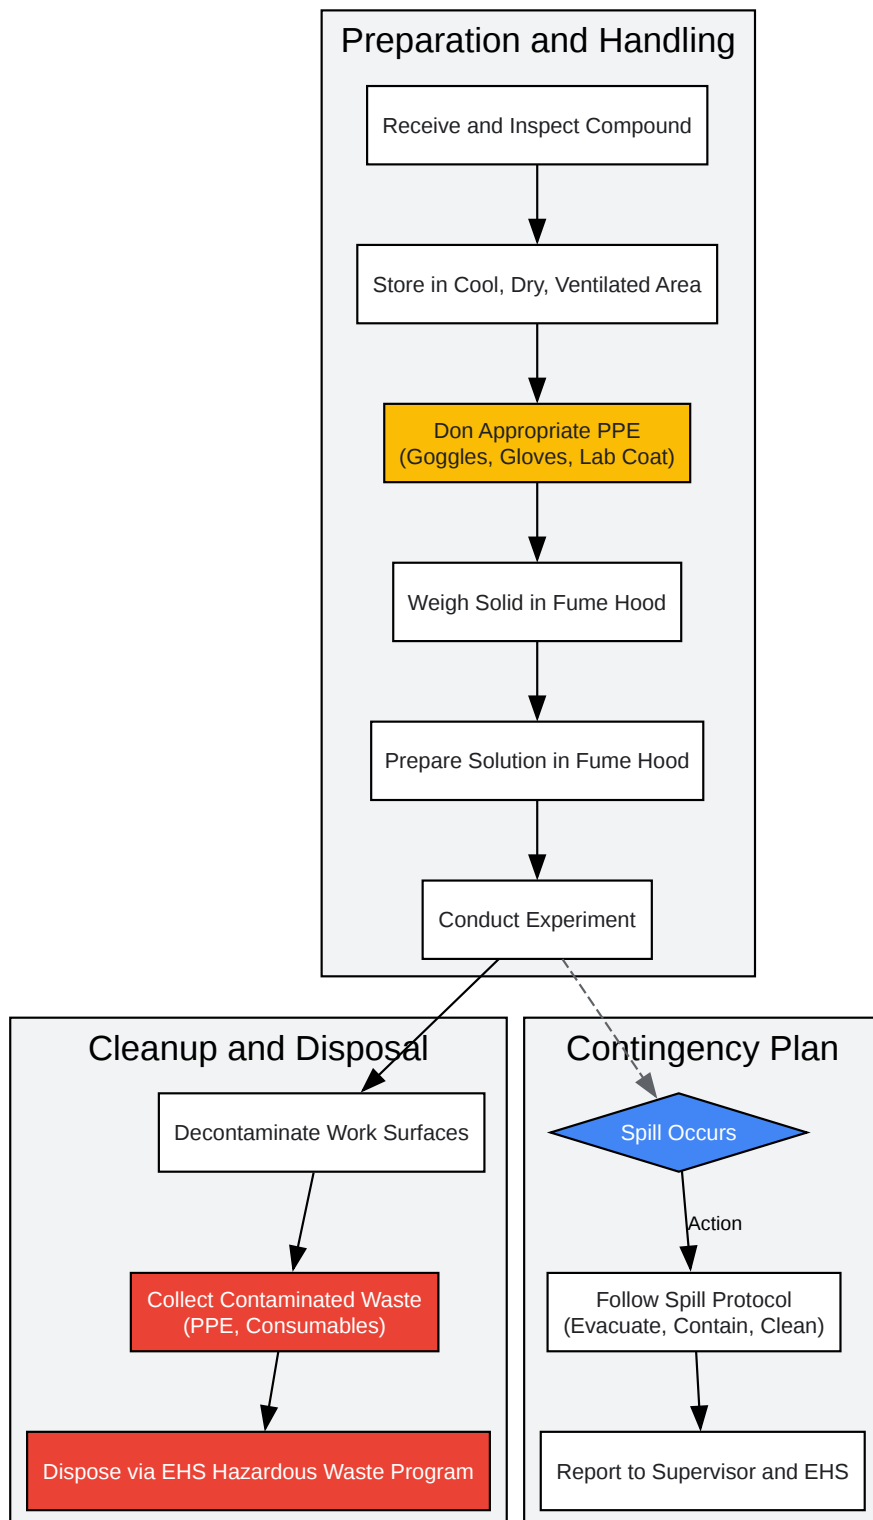 Preparation and Handling
Receive and Inspect Compound
Store in Cool, Dry, Ventilated Area
Don Appropriate PPE
(Goggles, Gloves, Lab Coat)
Weigh Solid in Fume Hood
Prepare Solution in Fume Hood
Conduct Experiment
Cleanup and Disposal
Decontaminate Work Surfaces
Collect Contaminated Waste
(PPE, Consumables)
Dispose via EHS Hazardous Waste Program
Contingency Plan
Spill Occurs
Action
Follow Spill Protocol
(Evacuate, Contain, Clean)
Report to Supervisor and EHS